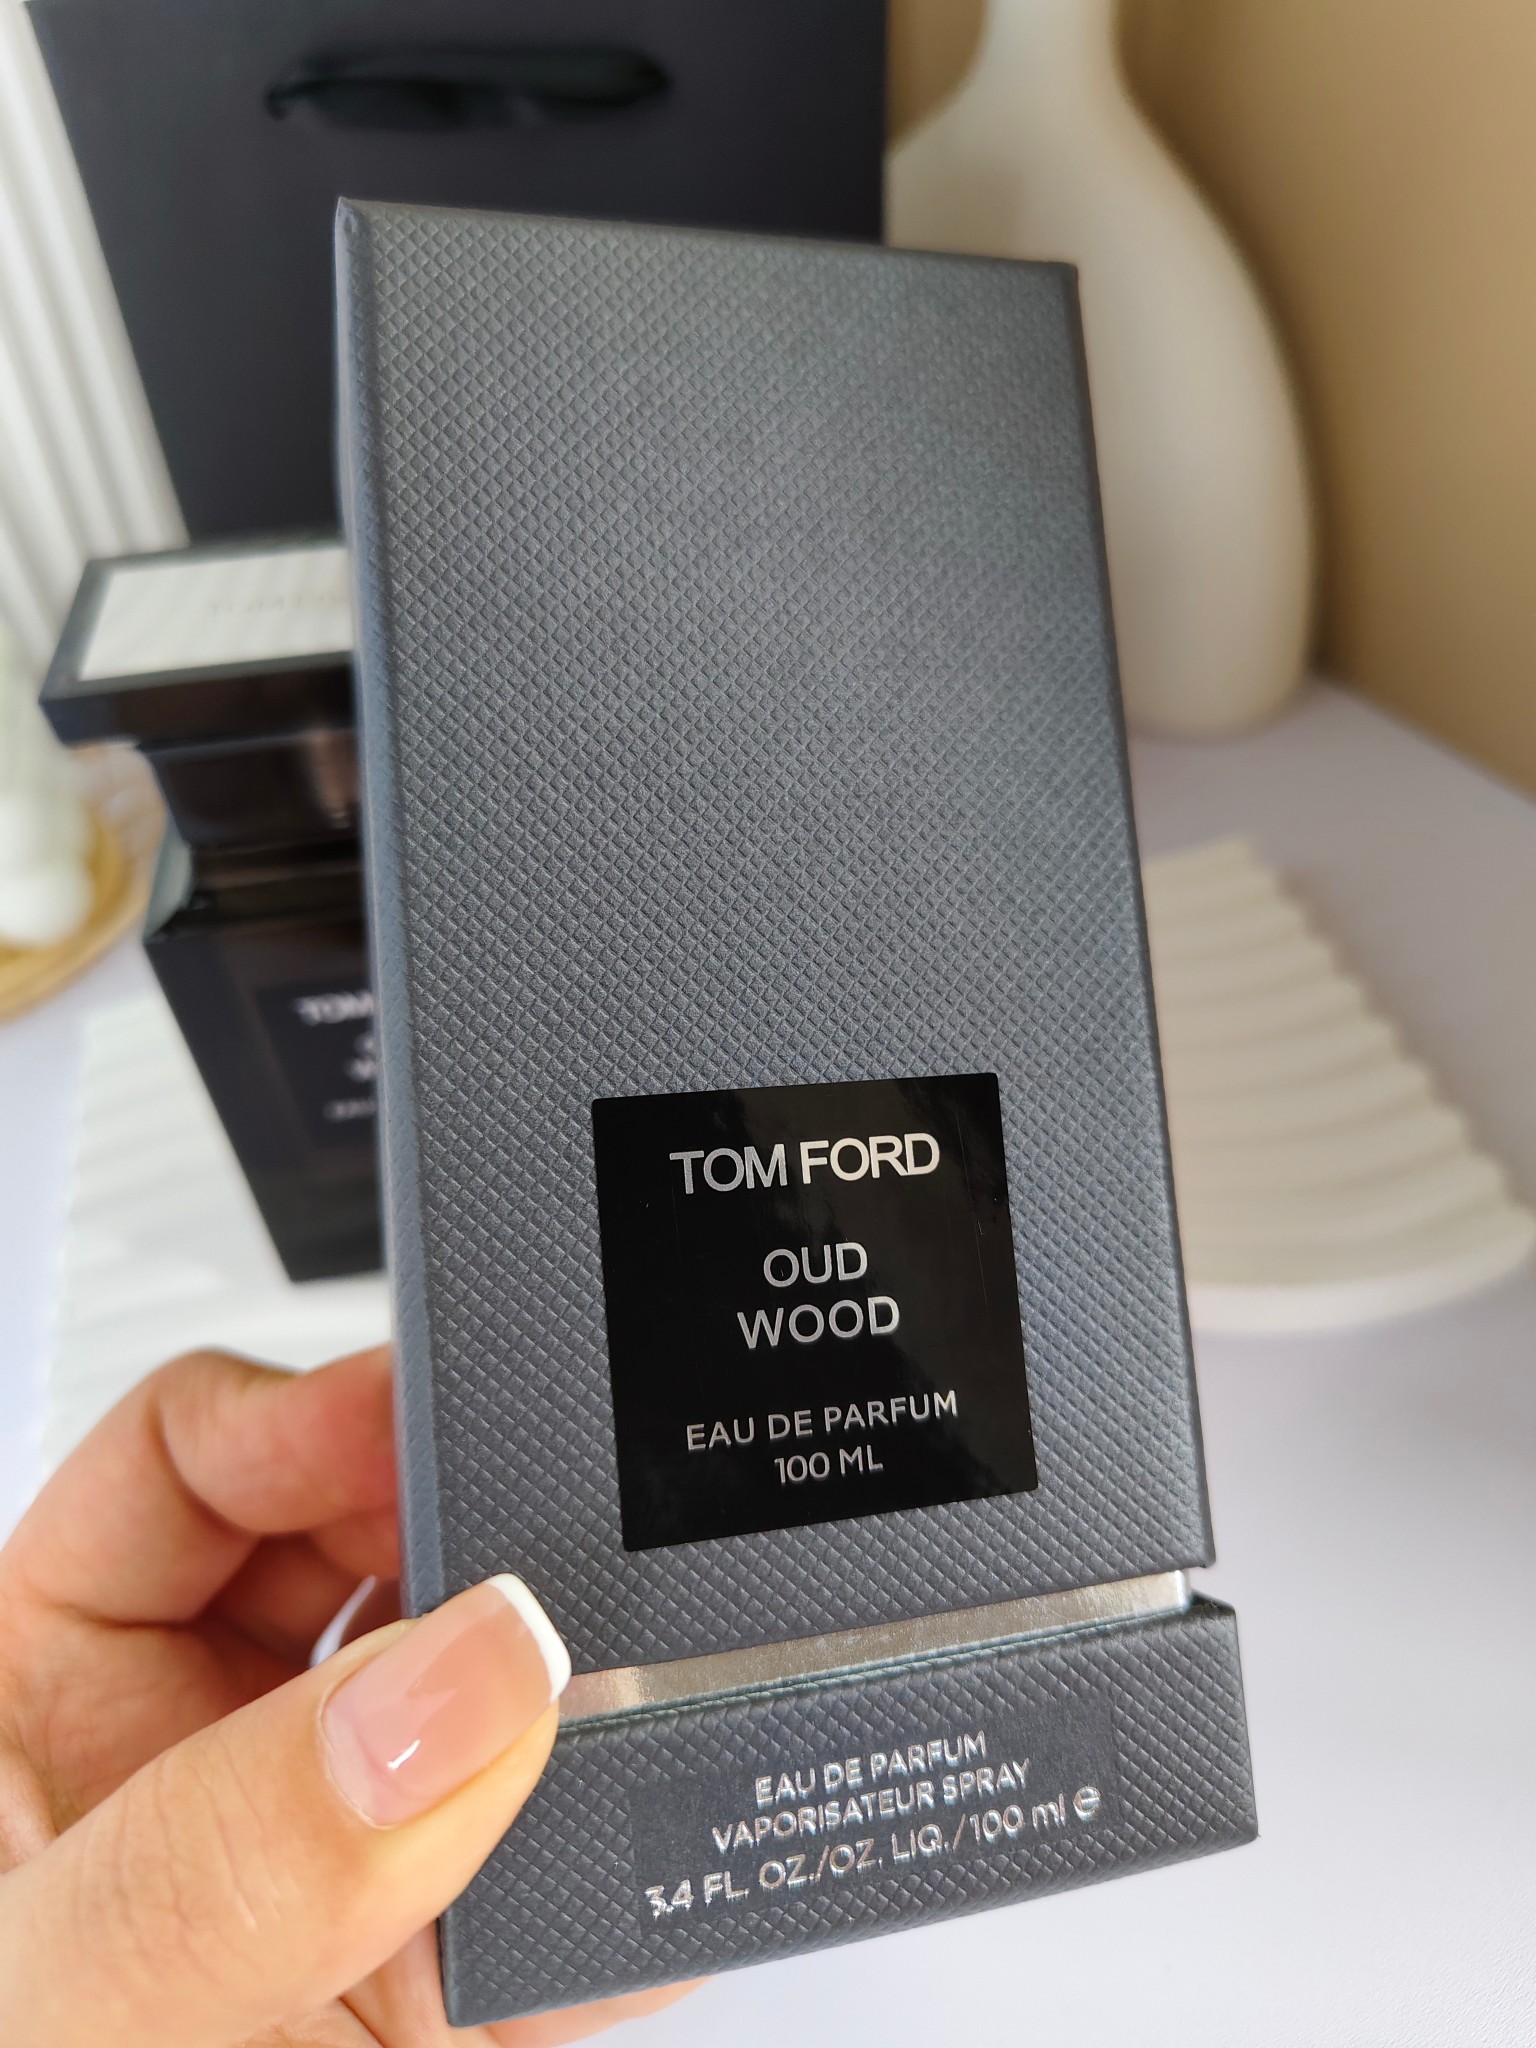 TOM FORD
OUD
WOOD
EAU DE PARFUM
100 ML
EAU DE PARFUM
VAPORISATEUR SPRAY
3.4 FL. OZ./OZ. LIQ./100 ml ℮
TOM